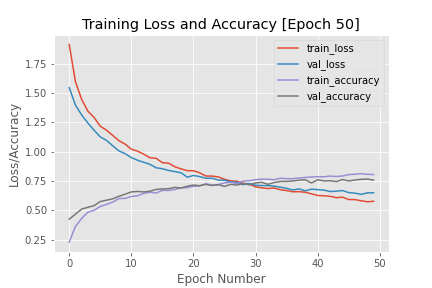 Training Loss and Accuracy [Epoch 50]
train_loss
val_loss
train_accuracy
val_accuracy
Loss/Accuracy
1.75
1.50
1.25
1.00
0.75
0.50
0.25
0
10
20
30
40
50
Epoch Number